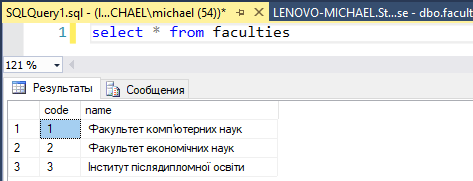 SQLQuery1.sql - (l...CHAEL\michael (54))*
LENOVO-MICHAEL.St...se - dbo.facult
1 select * from faculties
121 %
Результаты Сообщения
code name
1 1 Факультет комп'ютерних наук
2 2 Факультет економічних наук
3 3 Інститут післядипломної освіти